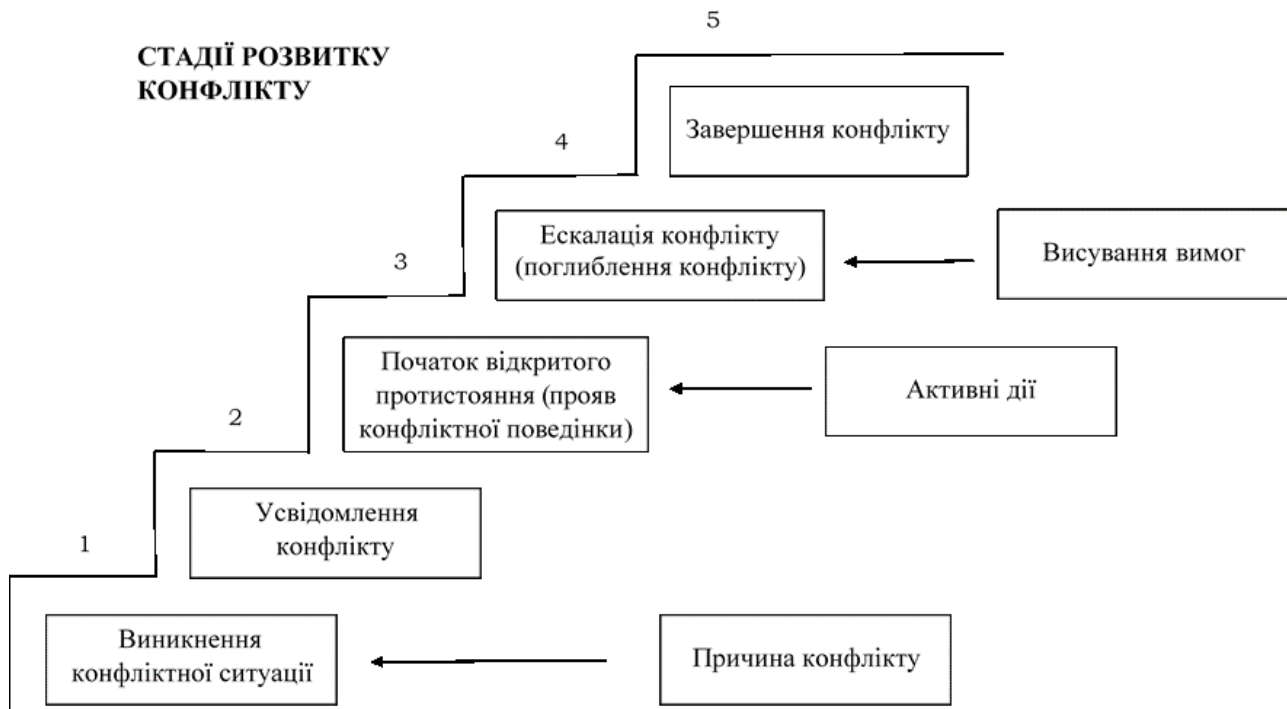 5
СТАДІЇ РОЗВИТКУ
КОНФЛІКТУ
Завершення конфлікту
4
Ескалація конфлікту
(поглиблення конфлікту)
Висування вимог
3
Початок відкритого
протистояння (прояв
конфліктної поведінки)
Активні дії
2
Усвідомлення
конфлікту
1
Виникнення
конфліктної ситуації
Причина конфлікту